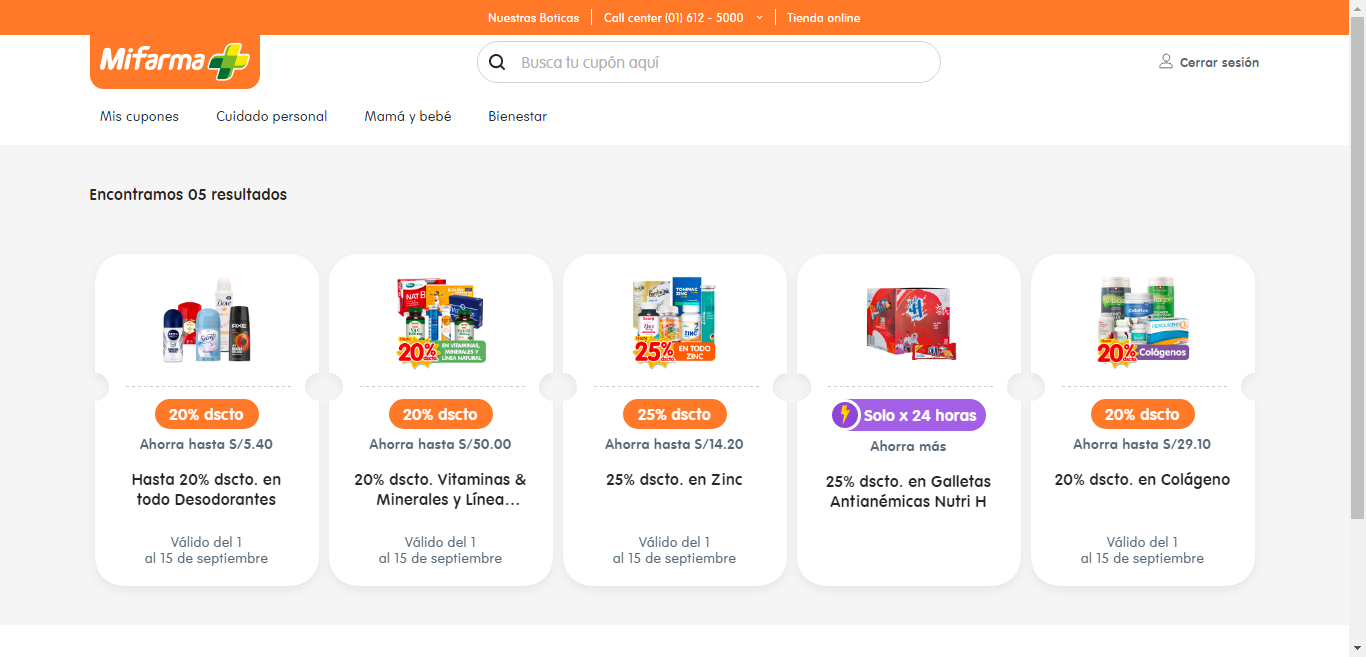 Nuestras Boticas
Call center (01) 612 - 5000
Tienda online
Mifarma
Busca tu cupón aquí
Cerrar sesión
Mis cupones
Cuidado personal
Mamá y bebé
Bienestar
Encontramos 05 resultados
20% dscto
Ahorra hasta S/5.40
Hasta 20% dscto. en
todo Desodorantes
Válido del 1
al 15 de septiembre
20%
EN VITAMINAS,
MINERALES Y
LÍNEA NATURAL
20% dscto
Ahorra hasta S/50.00
20% dscto. Vitaminas &
Minerales y Línea...
Válido del 1
al 15 de septiembre
25%
EN TODO
ZINC
25% dscto
Ahorra hasta S/14.20
25% dscto. en Zinc
Válido del 1
al 15 de septiembre
Solo x 24 horas
Ahorra más
25% dscto. en Galletas
Antianémicas Nutri H
20%
Colágenos
20% dscto
Ahorra hasta S/29.10
20% dscto. en Colágeno
Válido del 1
al 15 de septiembre